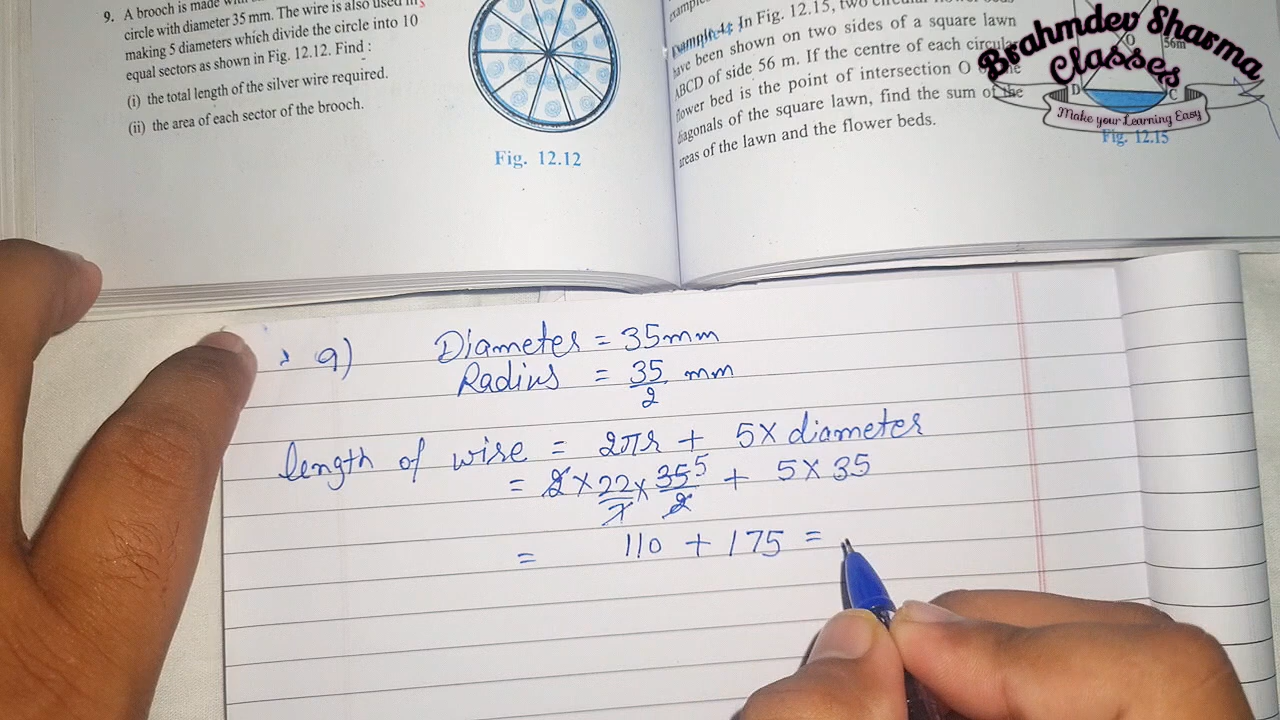 9. A brooch is made
circle with diameter 35 mm. The wire is also used in
making 5 diameters which divide the circle into 10
equal sectors as shown in Fig. 12.12. Find :
(i) the total length of the silver wire required.
(ii) the area of each sector of the brooch.
Fig. 12.12
Example 4: In Fig. 12.15, two
have been shown on two sides of a square lawn
ABCD of side 56 m. If the centre of each circular
flower bed is the point of intersection O of the
diagonals of the square lawn, find the sum of the
areas of the lawn and the flower beds.
O
56m
D
C
Fig. 12.15
Brahmdev Sharma
Classes
Make your Learning Easy
9) Diameter = 35mm
Radius = 35/2 mm
length of wire = 2πr + 5 X diameter
= 2 X 22/7 x 35/2 5 + 5 X 35
= 110 + 175 =